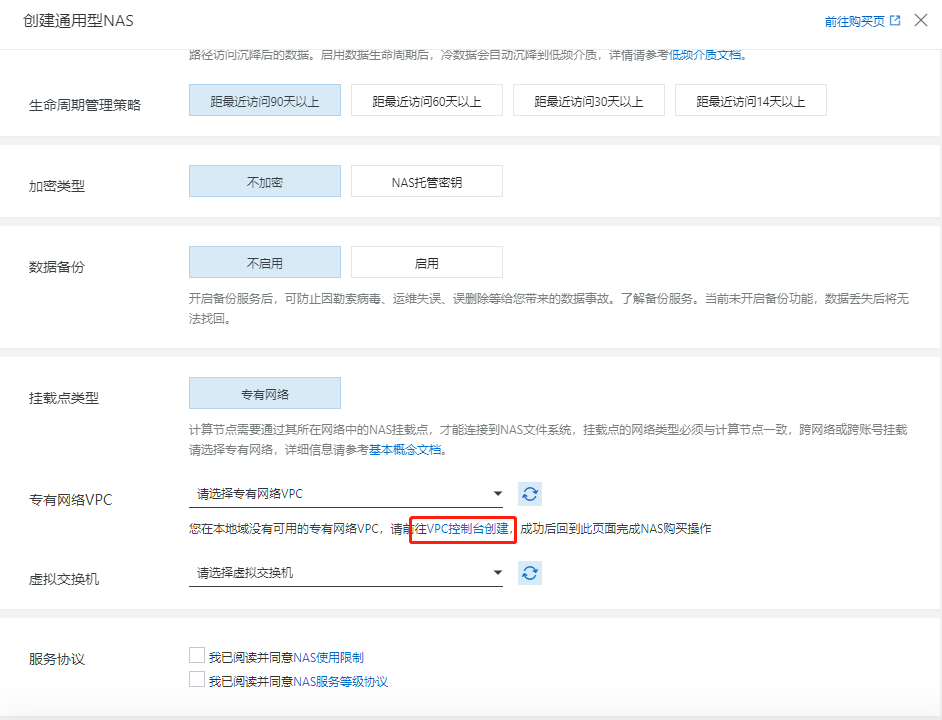 创建通用型NAS
前往购买页
路径访问沉降后的数据。启用数据生命周期后，冷数据会自动沉降到低频介质，详情请参考低频介质文档。
生命周期管理策略
距最近访问90天以上
距最近访问60天以上
距最近访问30天以上
距最近访问14天以上
加密类型
不加密
NAS托管密钥
数据备份
不启用
启用
开启备份服务后，可防止因勒索病毒、运维失误、误删除等给您带来的数据事故。了解备份服务。当前未开启备份功能，数据丢失后将无
法找回。
挂载点类型
专有网络
计算节点需要通过其所在网络中的NAS挂载点，才能连接到NAS文件系统，挂载点的网络类型必须与计算节点一致，跨网络或跨账号挂载
请选择专有网络，详细信息请参考基本概念文档。
专有网络VPC
请选择专有网络VPC
您在本地域没有可用的专有网络VPC，请前往VPC控制台创建，成功后回到此页面完成NAS购买操作
虚拟交换机
请选择虚拟交换机
服务协议
我已阅读并同意NAS使用限制
我已阅读并同意NAS服务等级协议